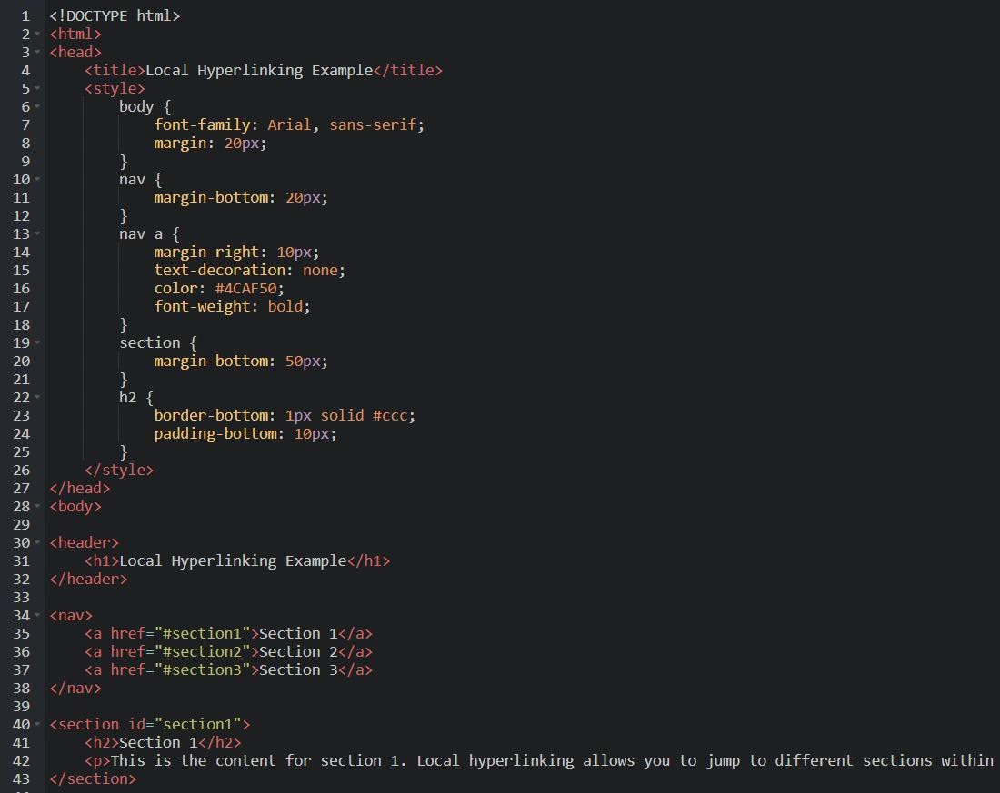 1 <!DOCTYPE html>
2 <html>
3 <head>
4     <title>Local Hyperlinking Example</title>
5     <style>
6         body {
7             font-family: Arial, sans-serif;
8             margin: 20px;
9         }
10         nav {
11             margin-bottom: 20px;
12         }
13         nav a {
14             margin-right: 10px;
15             text-decoration: none;
16             color: #4CAF50;
17             font-weight: bold;
18         }
19         section {
20             margin-bottom: 50px;
21         }
22         h2 {
23             border-bottom: 1px solid #ccc;
24             padding-bottom: 10px;
25         }
26     </style>
27 </head>
28 <body>
29
30 <header>
31     <h1>Local Hyperlinking Example</h1>
32 </header>
33
34 <nav>
35     <a href="#section1">Section 1</a>
36     <a href="#section2">Section 2</a>
37     <a href="#section3">Section 3</a>
38 </nav>
39
40 <section id="section1">
41     <h2>Section 1</h2>
42     <p>This is the content for section 1. Local hyperlinking allows you to jump to different sections within
43 </section>